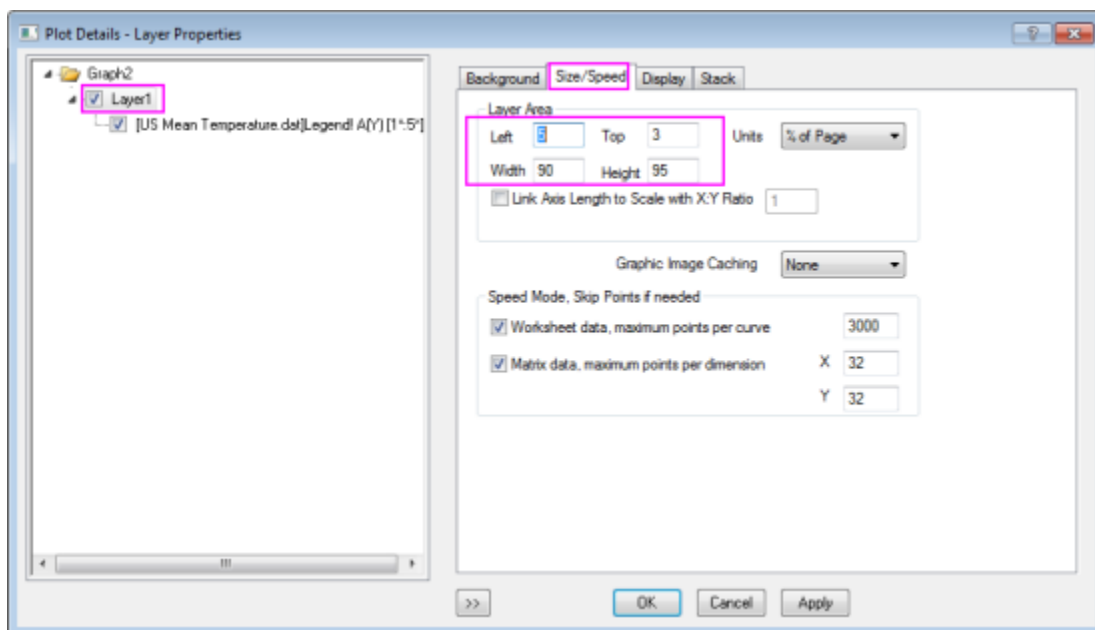 Plot Details - Layer Properties
Graph2
Layer1
[US Mean Temperature.dat]Legend! A(Y) [1*:5*]
Background Size/Speed Display Stack
Layer Area
Left 5 Top 3 Units % of Page
Width 90 Height 95
Link Axis Length to Scale with X:Y Ratio 1
Graphic Image Caching None
Speed Mode, Skip Points if needed
Worksheet data, maximum points per curve 3000
Matrix data, maximum points per dimension X 32
Y 32
>> OK Cancel Apply